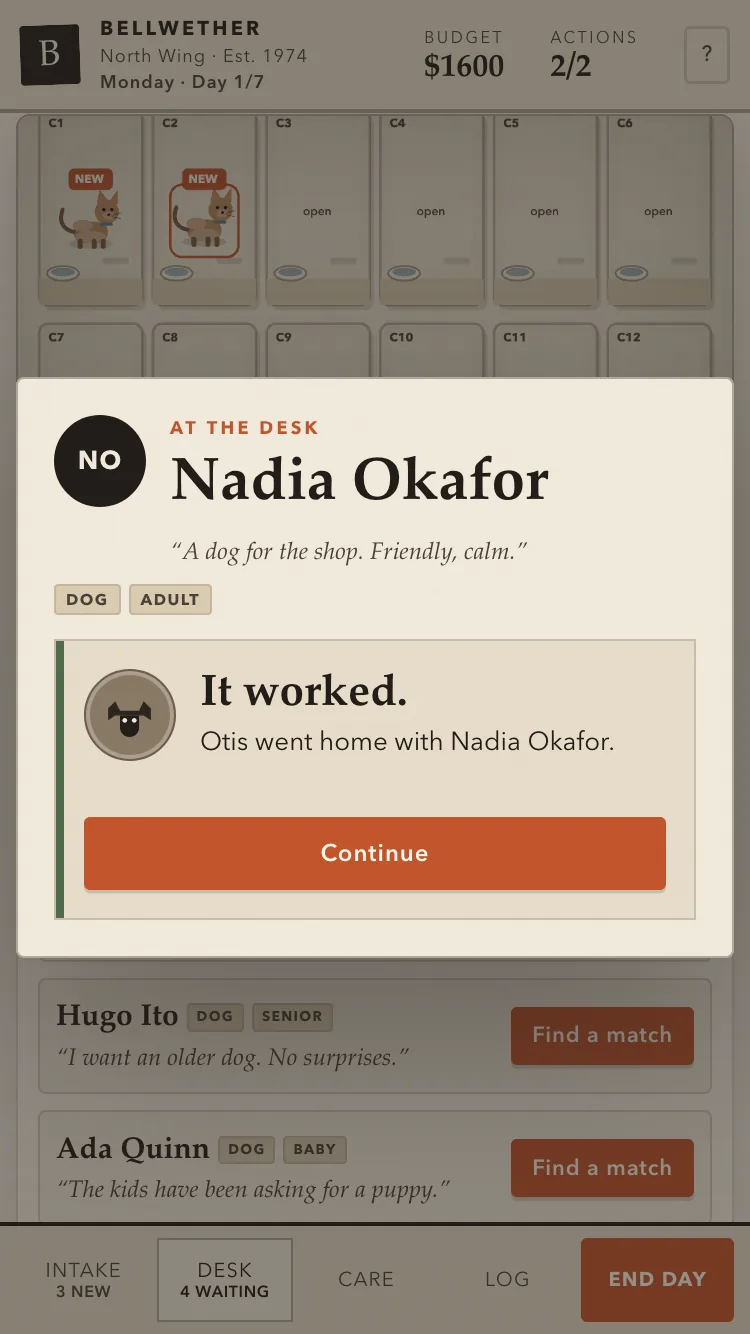 B
BELLWETHER
North Wing · Est. 1974
Monday · Day 1/7
BUDGET
$1600
ACTIONS
2/2
?
C1
C2
C3
C4
C5
C6
NEW
NEW
open
open
open
open
C7
C8
C9
C10
C11
C12
NO
AT THE DESK
Nadia Okafor
“A dog for the shop. Friendly, calm.”
DOG
ADULT
It worked.
Otis went home with Nadia Okafor.
Continue
Hugo Ito DOG SENIOR
“I want an older dog. No surprises.”
Find a match
Ada Quinn DOG BABY
“The kids have been asking for a puppy.”
Find a match
INTAKE
3 NEW
DESK
4 WAITING
CARE
LOG
END DAY